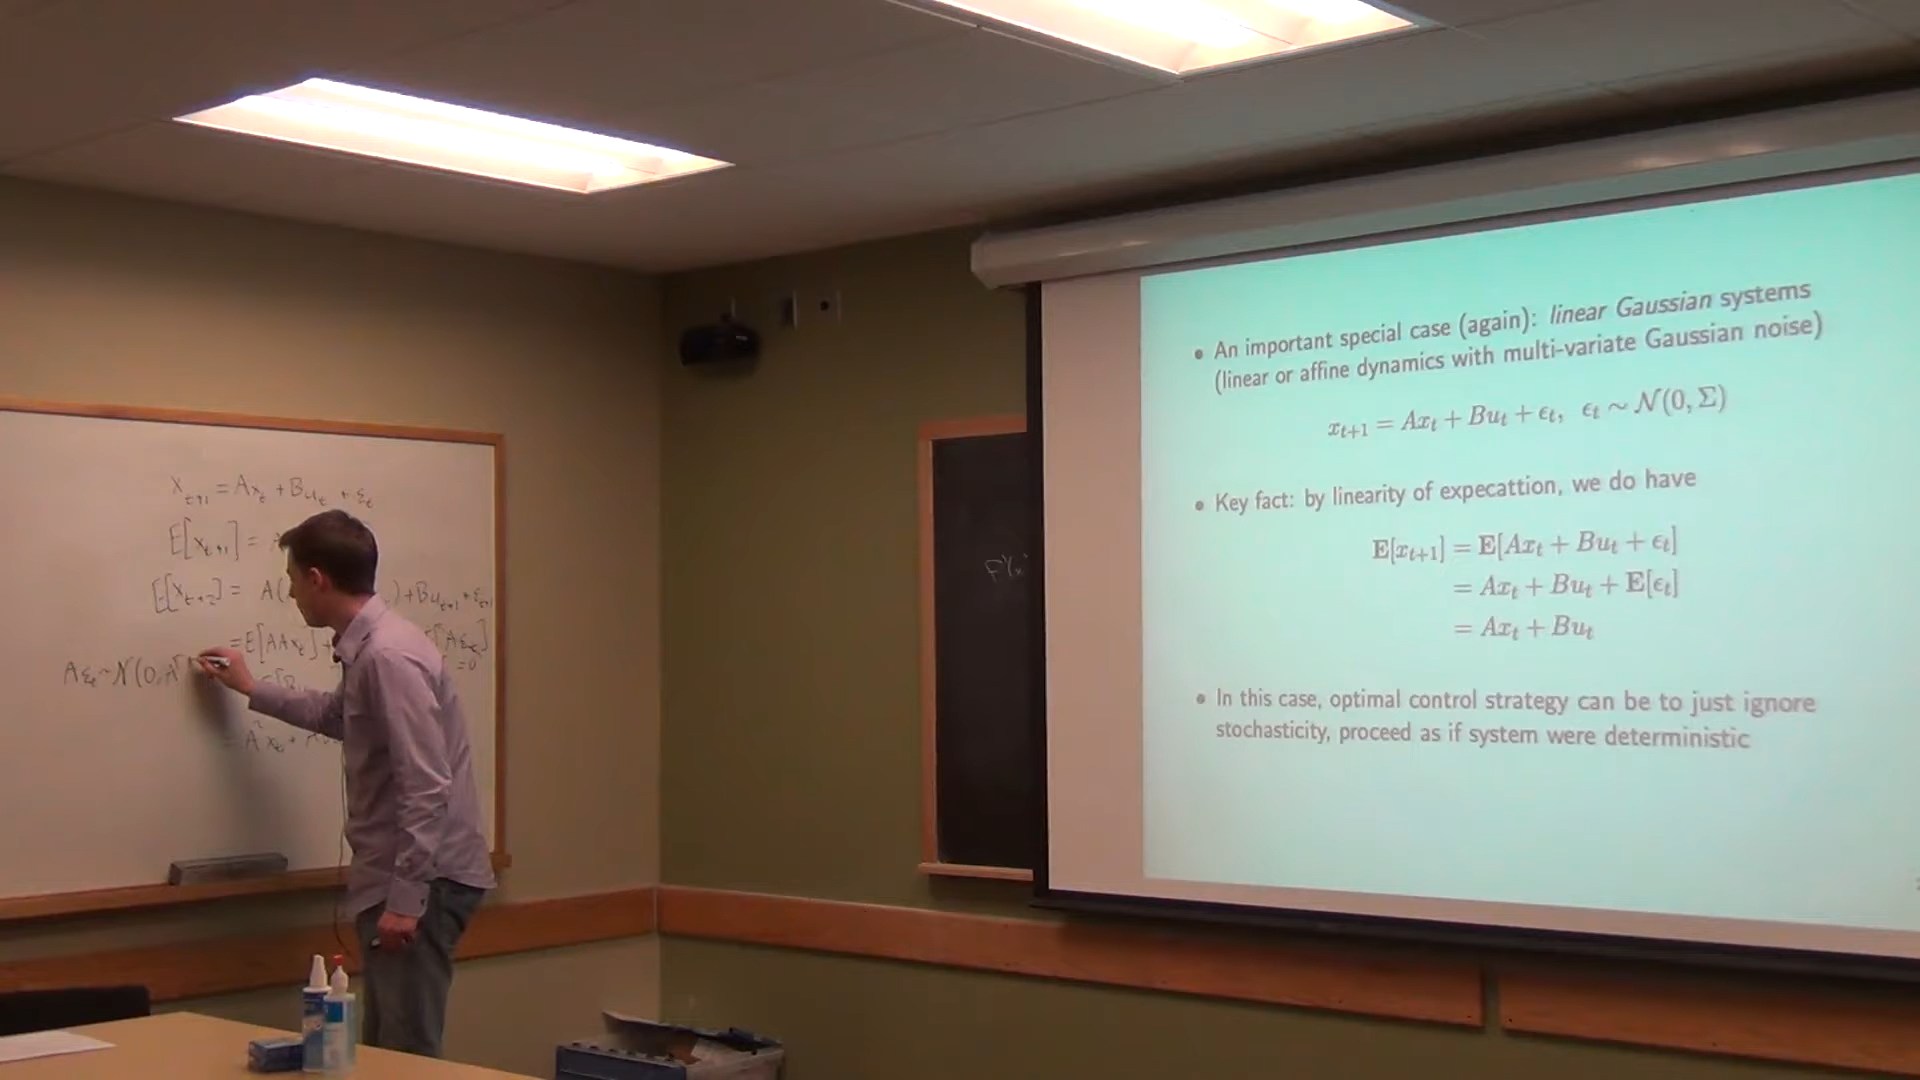 x_{t+1} = Ax_t + Bu_t + ε_t
E[x_{t+1}] =
E[x_{t+2}] = A( ) + Bu_{t+1} + ε_{t+1}
= E[AAx_t] + [Aε_t]
= 0
Aε_t ~ N(0, A^T
• An important special case (again): linear Gaussian systems
(linear or affine dynamics with multi-variate Gaussian noise)
x_{t+1} = Ax_t + Bu_t + ϵ_t, ϵ_t ∼ N(0, Σ)
• Key fact: by linearity of expecattion, we do have
E[x_{t+1}] = E[Ax_t + Bu_t + ϵ_t]
= Ax_t + Bu_t + E[ϵ_t]
= Ax_t + Bu_t
• In this case, optimal control strategy can be to just ignore
stochasticity, proceed as if system were deterministic